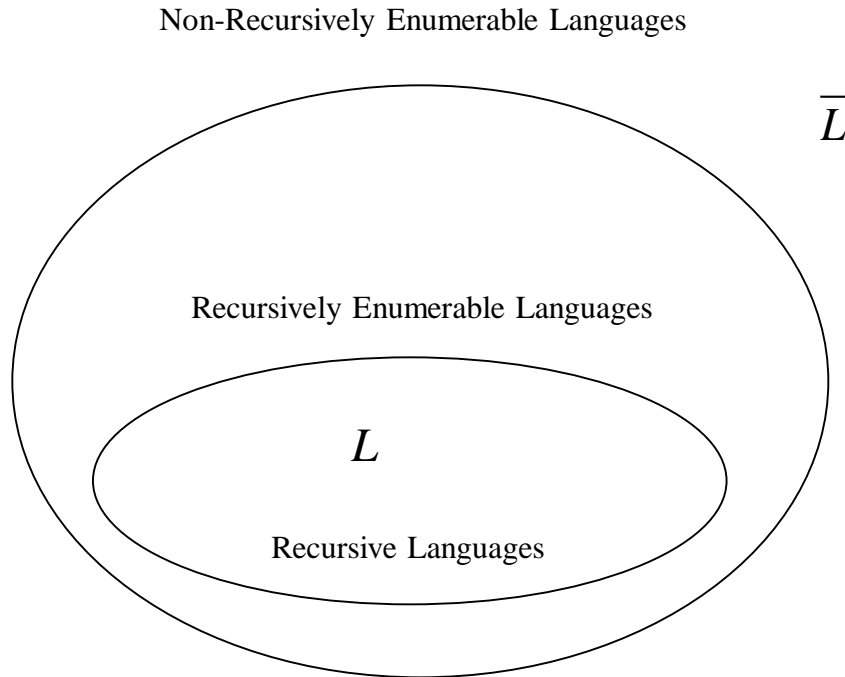 Non-Recursively Enumerable Languages
L̅
Recursively Enumerable Languages
L
Recursive Languages